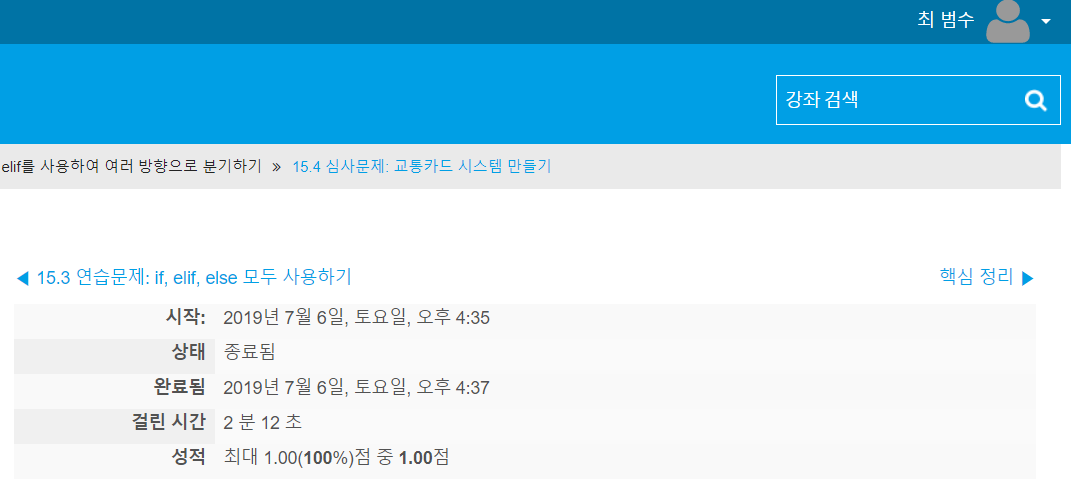 최 범수
강좌 검색
elif를 사용하여 여러 방향으로 분기하기 » 15.4 심사문제: 교통카드 시스템 만들기
◀ 15.3 연습문제: if, elif, else 모두 사용하기
핵심 정리 ▶
시작: 2019년 7월 6일, 토요일, 오후 4:35
상태 종료됨
완료됨 2019년 7월 6일, 토요일, 오후 4:37
걸린 시간 2 분 12 초
성적 최대 1.00(100%)점 중 1.00점